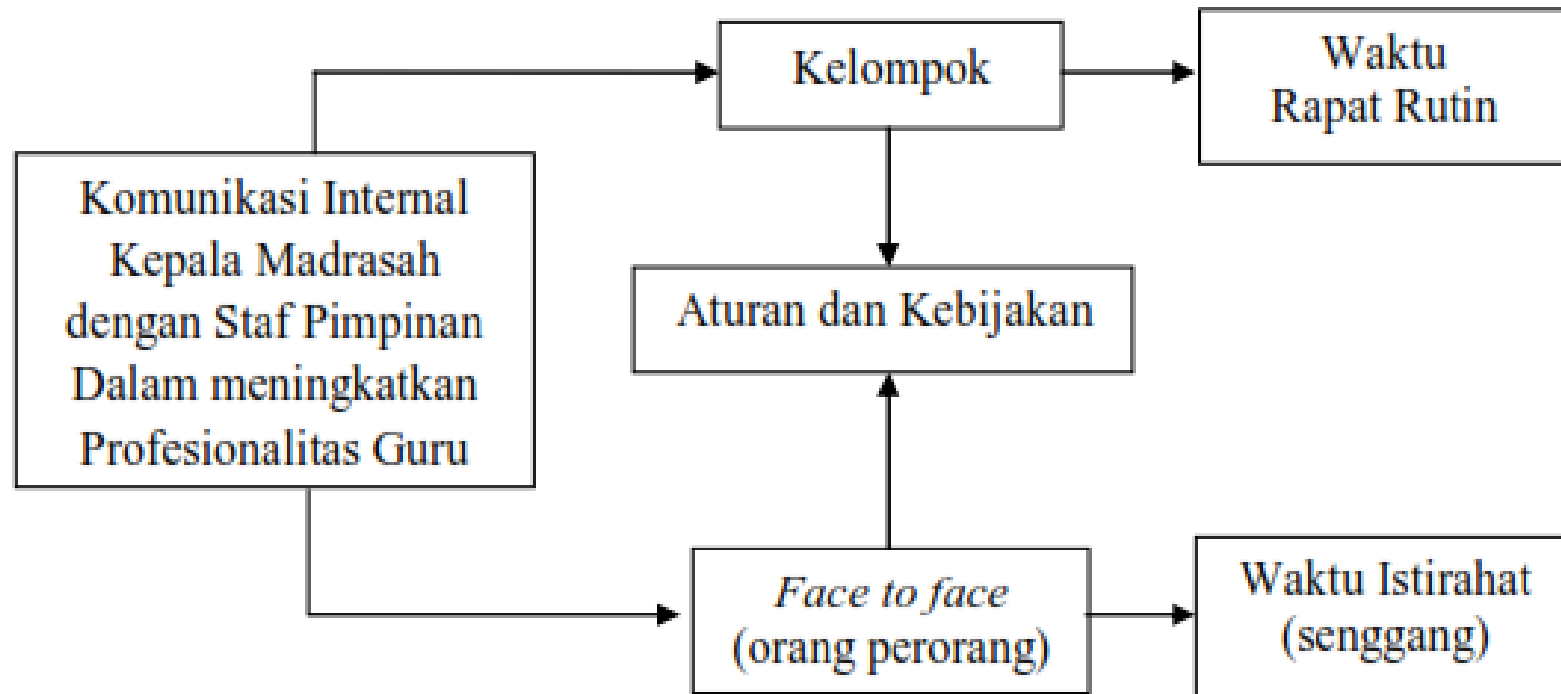 Kelompok
Waktu
Rapat Rutin
Komunikasi Internal
Kepala Madrasah
dengan Staf Pimpinan
Dalam meningkatkan
Profesionalitas Guru
Aturan dan Kebijakan
Face to face
(orang perorang)
Waktu Istirahat
(senggang)